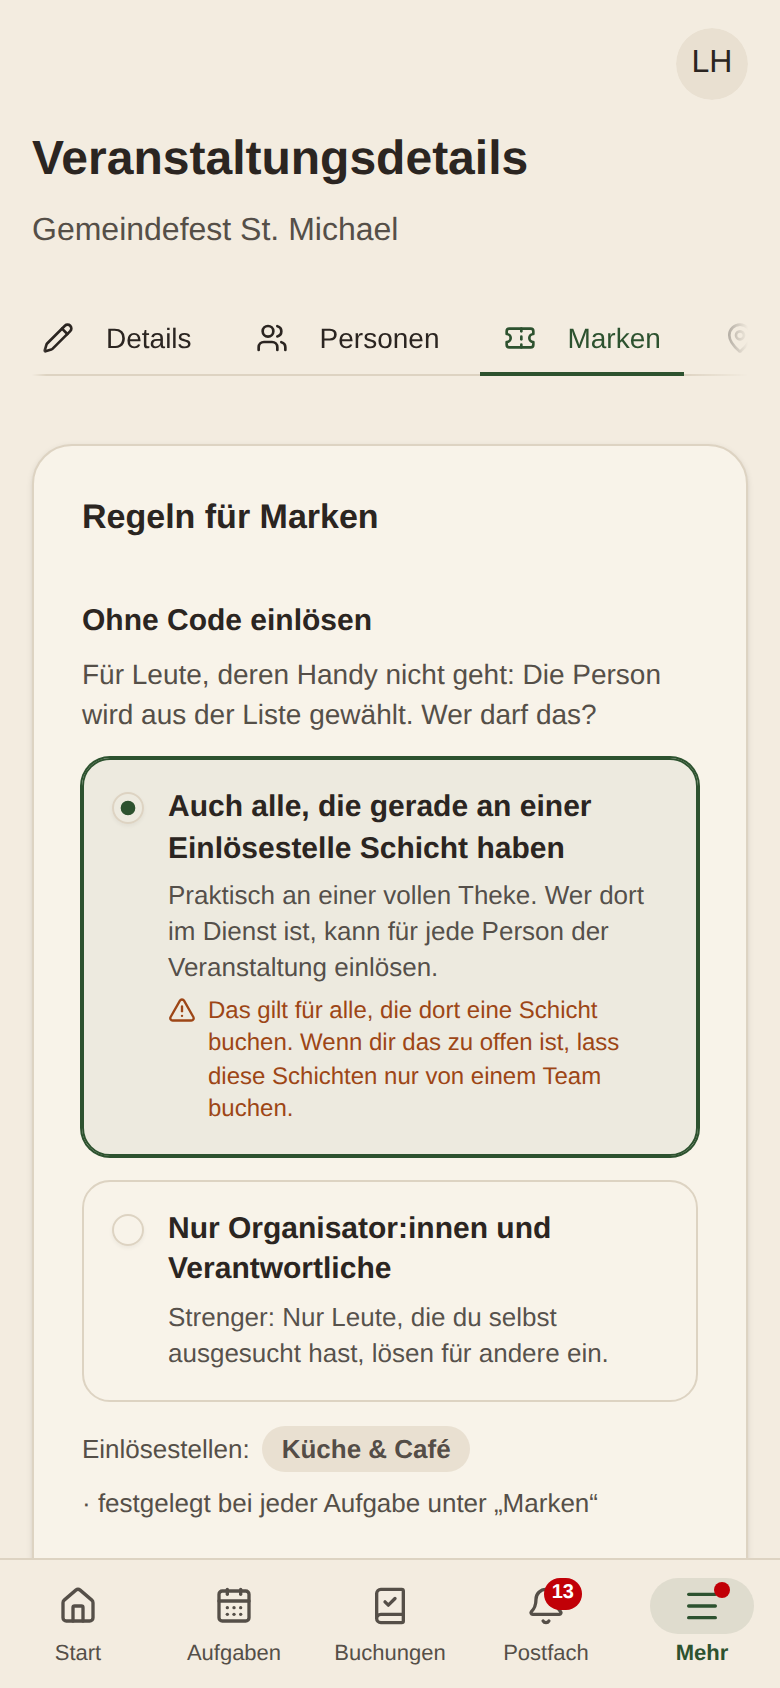 LH
Veranstaltungsdetails
Gemeindefest St. Michael
Details
Personen
Marken
Regeln für Marken
Ohne Code einlösen
Für Leute, deren Handy nicht geht: Die Person
wird aus der Liste gewählt. Wer darf das?
Auch alle, die gerade an einer
Einlösestelle Schicht haben
Praktisch an einer vollen Theke. Wer dort
im Dienst ist, kann für jede Person der
Veranstaltung einlösen.
Das gilt für alle, die dort eine Schicht
buchen. Wenn dir das zu offen ist, lass
diese Schichten nur von einem Team
buchen.
Nur Organisator:innen und
Verantwortliche
Strenger: Nur Leute, die du selbst
ausgesucht hast, lösen für andere ein.
Einlösestellen: Küche & Café
· festgelegt bei jeder Aufgabe unter „Marken“
13
Start
Aufgaben
Buchungen
Postfach
Mehr